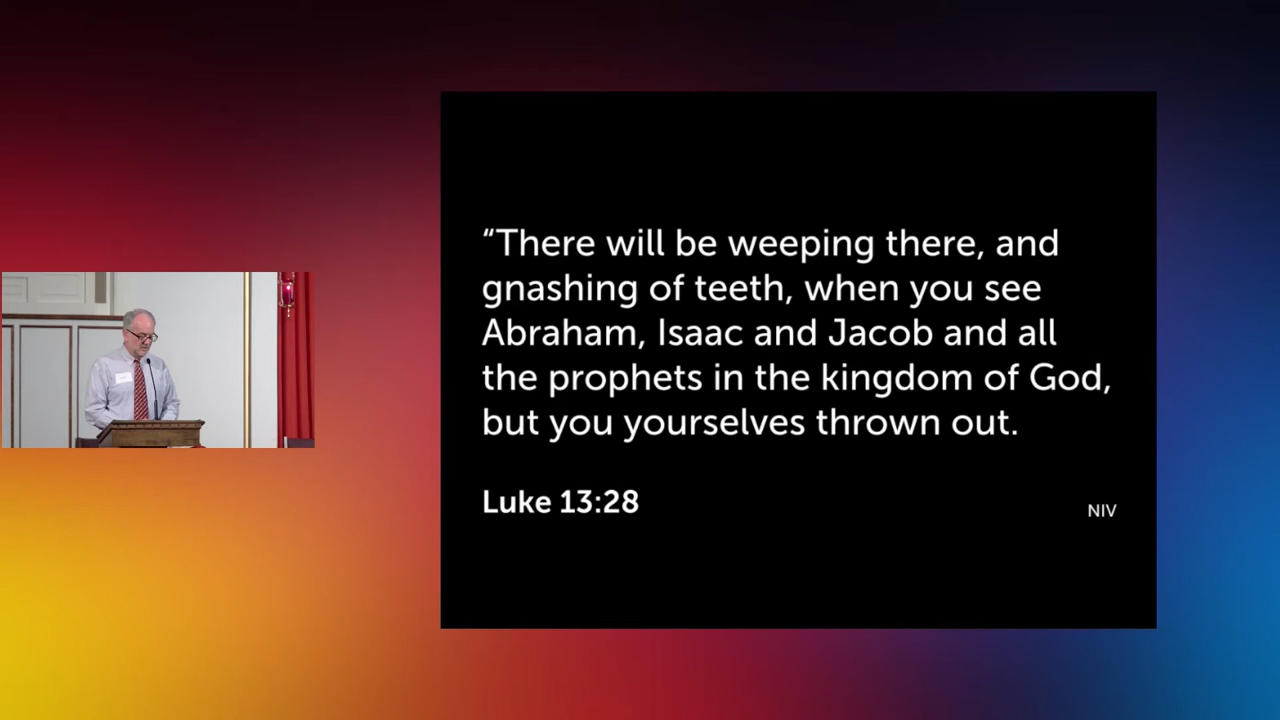 “There will be weeping there, and
gnashing of teeth, when you see
Abraham, Isaac and Jacob and all
the prophets in the kingdom of God,
but you yourselves thrown out.
Luke 13:28
NIV